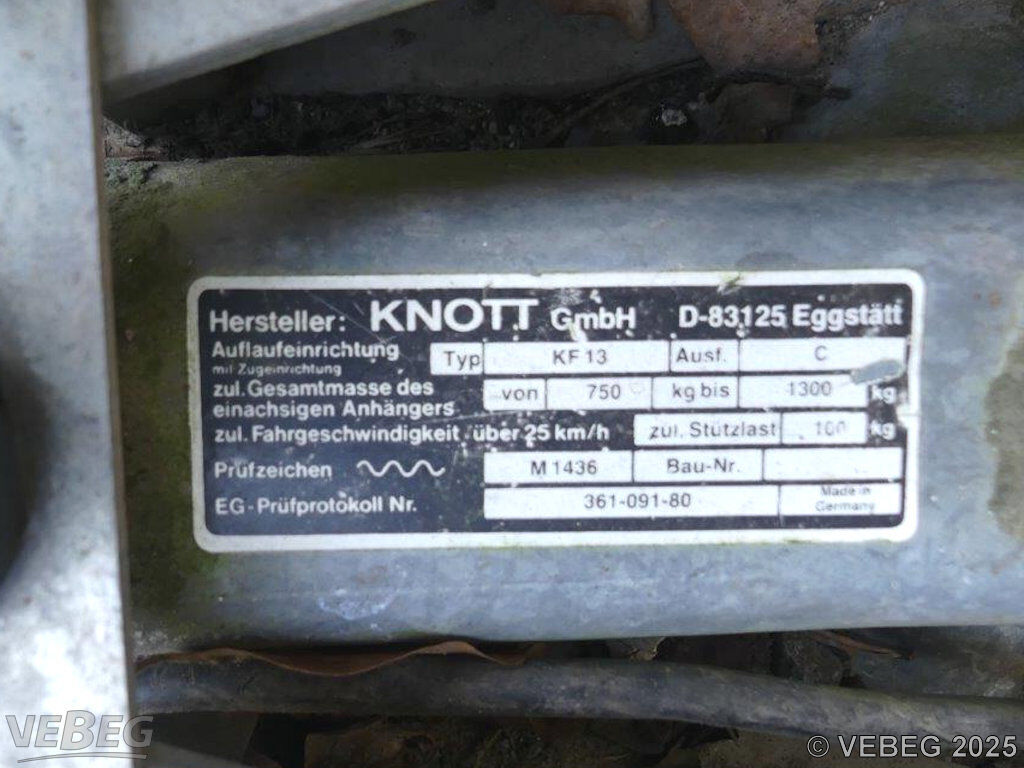 Hersteller: KNOTT GmbH D-83125 Eggstätt
Auflaufeinrichtung Typ KF 13 Ausf. C
mit Zugeinrichtung
zul. Gesamtmasse des von 750 kg bis 1300 kg
einachsigen Anhängers
zul. Fahrgeschwindigkeit über 25 km/h zul. Stützlast 100 kg
Prüfzeichen M 1436 Bau-Nr.
EG-Prüfprotokoll Nr. 361-091-80 Made in Germany
VEBEG
© VEBEG 2025